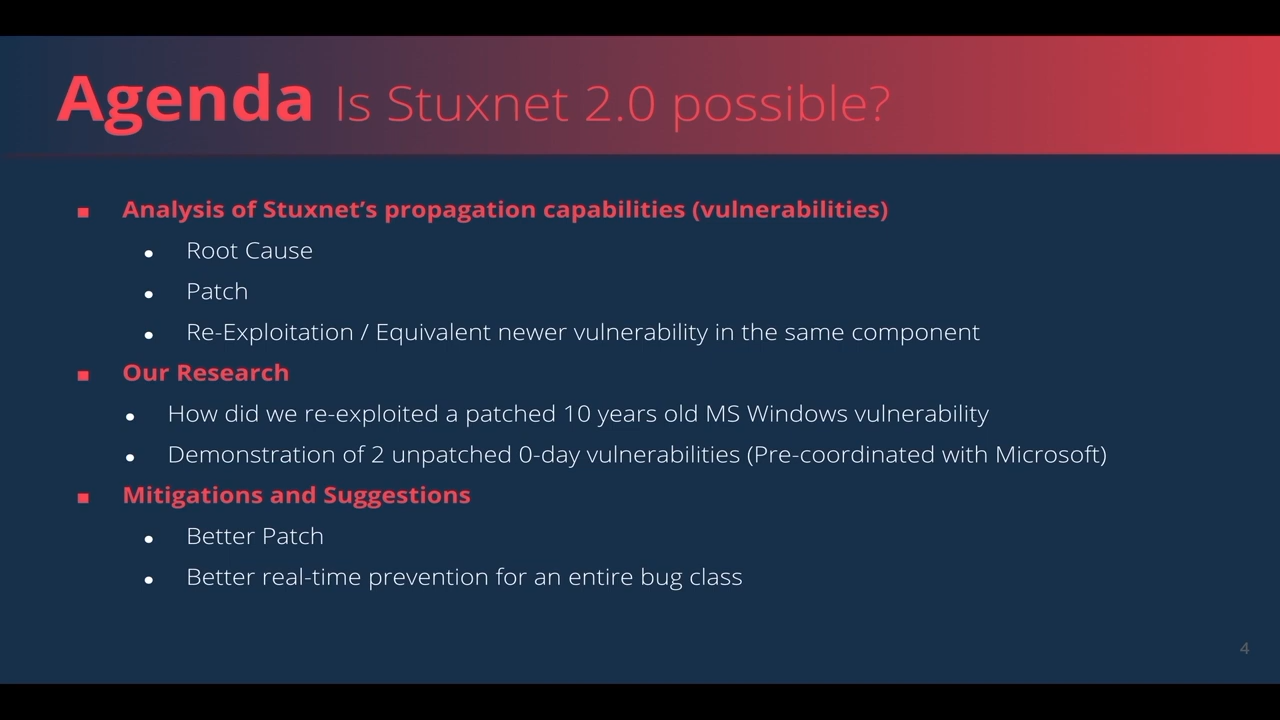 Agenda Is Stuxnet 2.0 possible?
Analysis of Stuxnet’s propagation capabilities (vulnerabilities)
Root Cause
Patch
Re-Exploitation / Equivalent newer vulnerability in the same component
Our Research
How did we re-exploited a patched 10 years old MS Windows vulnerability
Demonstration of 2 unpatched 0-day vulnerabilities (Pre-coordinated with Microsoft)
Mitigations and Suggestions
Better Patch
Better real-time prevention for an entire bug class
4